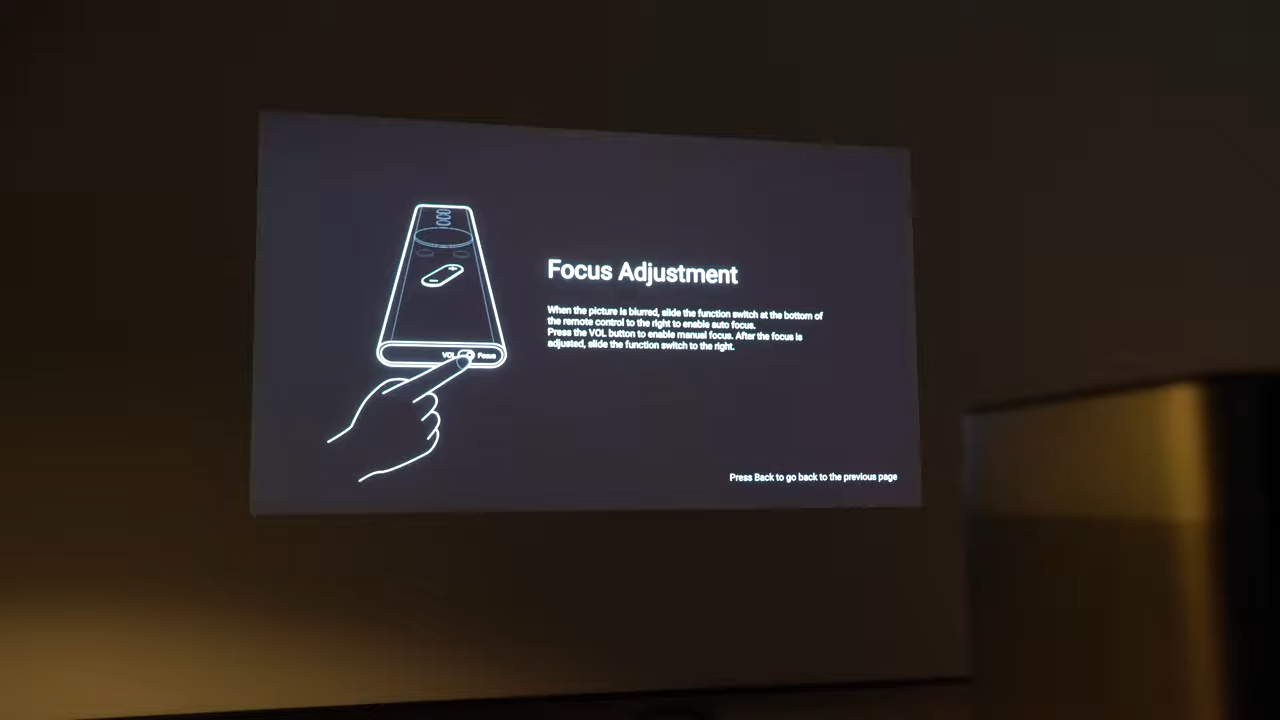 Focus Adjustment
When the picture is blurred, slide the function switch at the bottom of
the remote control to the right to enable auto focus.
Press the VOL button to enable manual focus. After the focus is
adjusted, slide the function switch to the right.
VOL Focus
Press Back to go back to the previous page